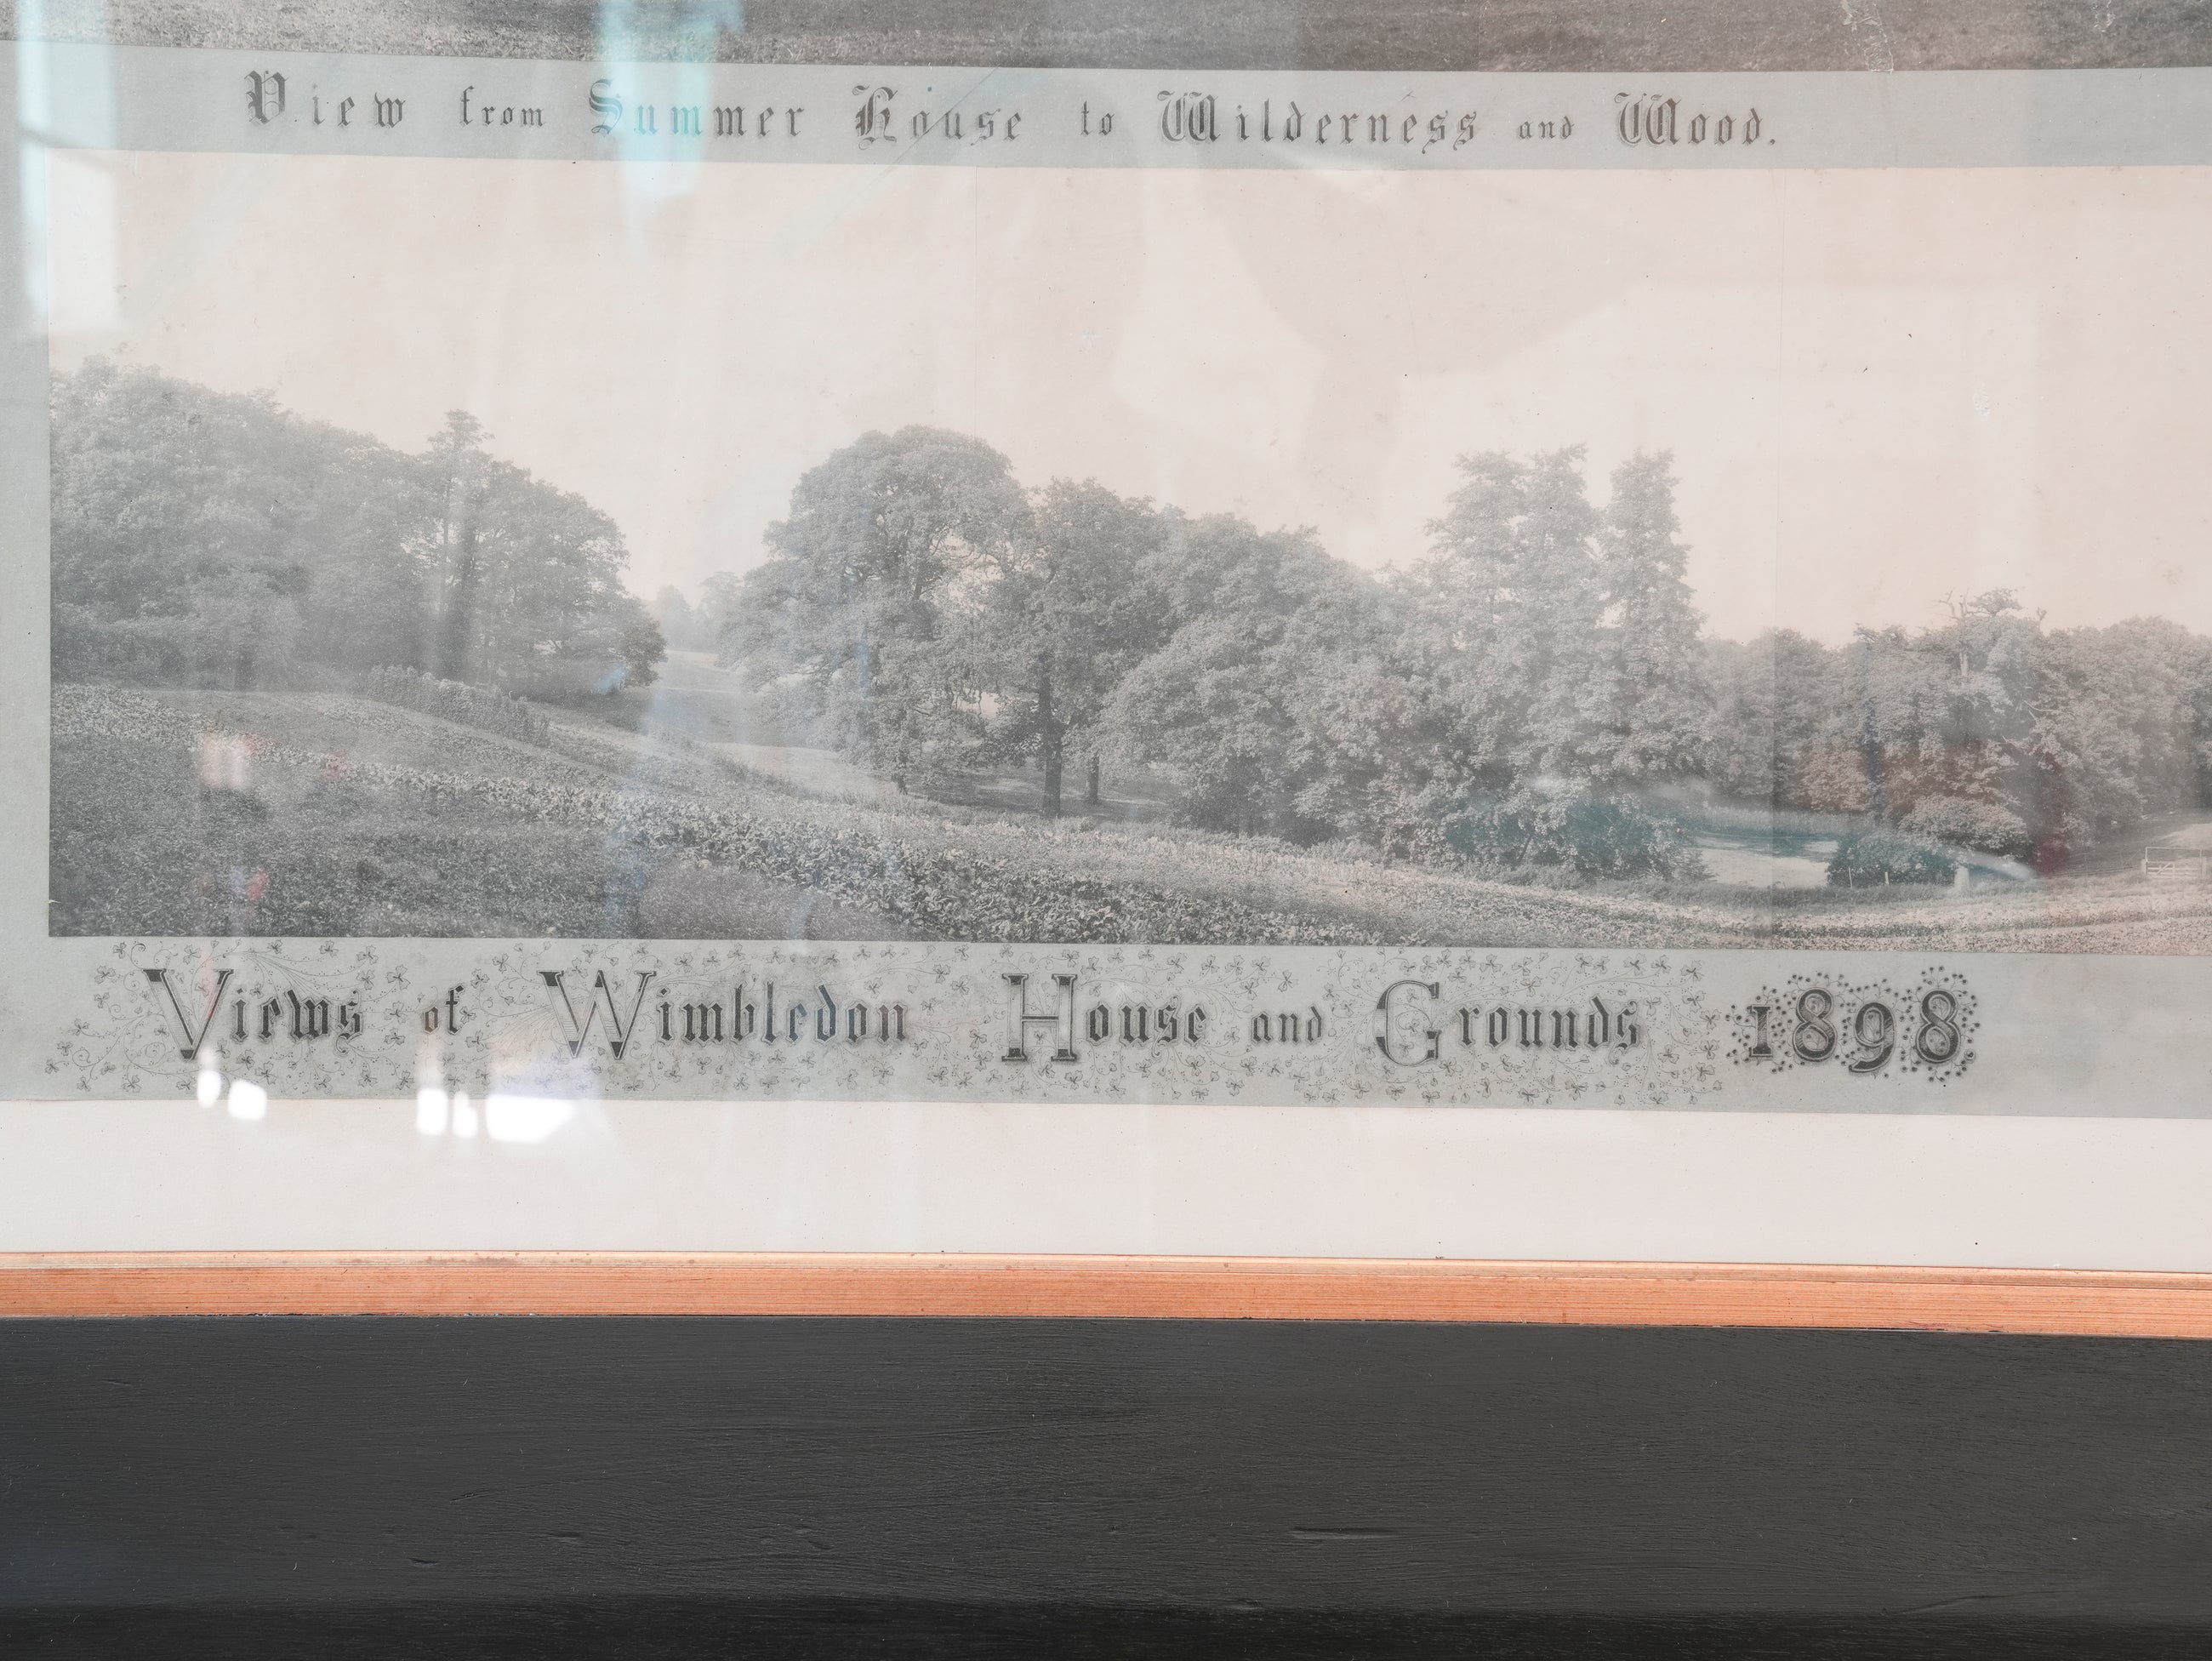 View from Summer House to Wilderness and Wood.
Views of Wimbledon House and Grounds 1898